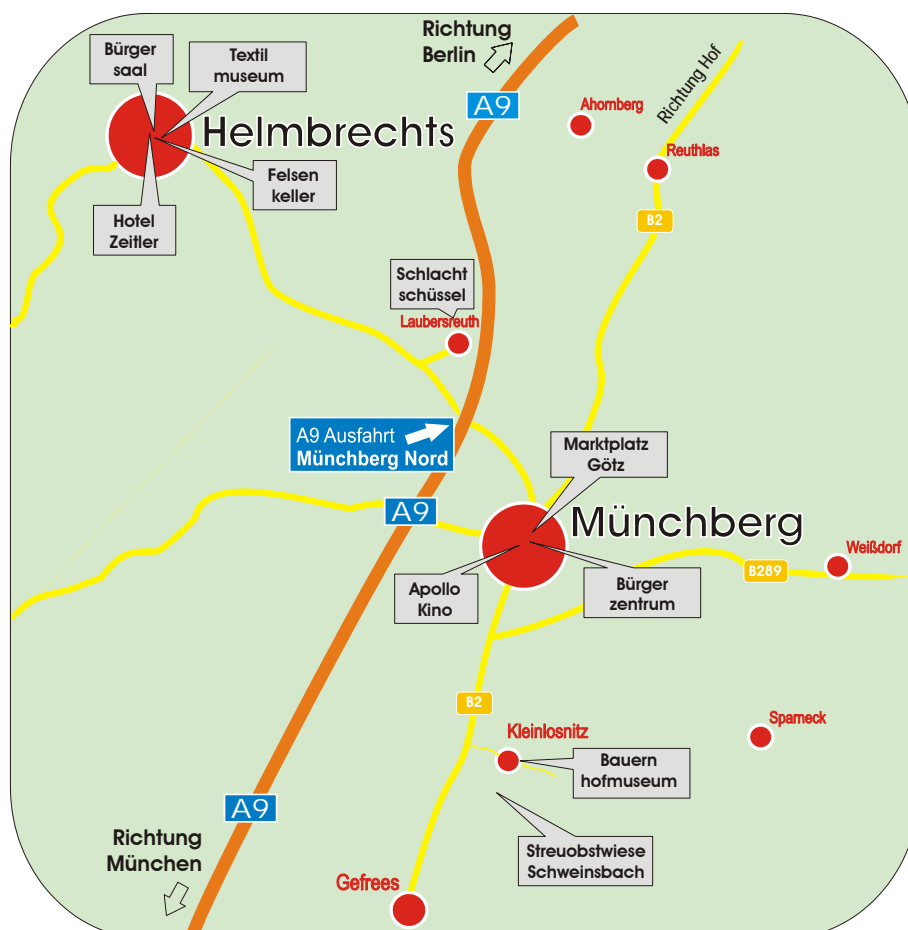 Richtung
Berlin
Bürger
saal
Textil
museum
A9
Ahornberg
Richtung Hof
Helmbrechts
Reuthlas
Felsen
keller
Hotel
Zeitler
B2
Schlacht
schüssel
Laubersreuth
A9 Ausfahrt
Münchberg Nord
Marktplatz
Götz
A9
Münchberg
Weißdorf
B289
Apollo
Kino
Bürger
zentrum
B2
Kleinlosnitz
Sparneck
Bauern
hofmuseum
A9
Richtung
München
Streuobstwiese
Schweinsbach
Gefrees